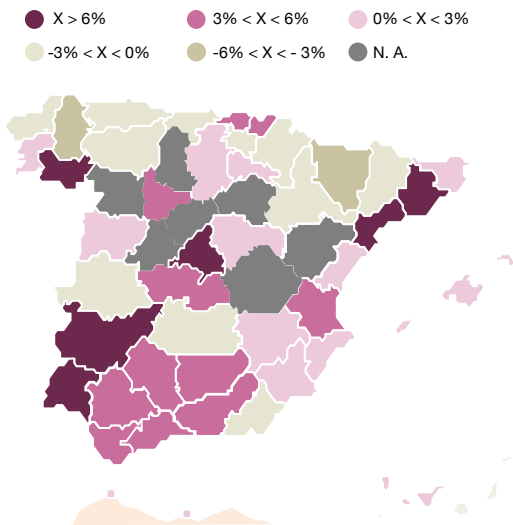 X > 6%
3% < X < 6%
0% < X < 3%
-3% < X < 0%
-6% < X < - 3%
N. A.